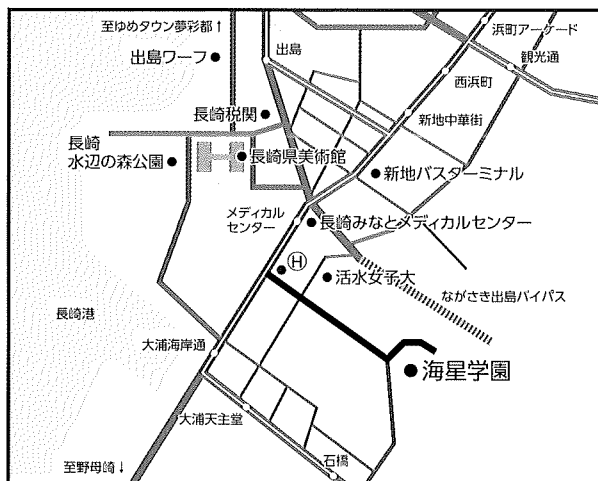 至ゆめタウン夢彩都↑
出島ワーフ
出島
浜町アーケード
観光通
西浜町
新地中華街
長崎税関
長崎
水辺の森公園
長崎県美術館
新地バスターミナル
メディカル
センター
長崎みなとメディカルセンター
H
活水女子大
ながさき出島バイパス
長崎港
大浦海岸通
海星学園
大浦天主堂
石橋
至野母崎↓